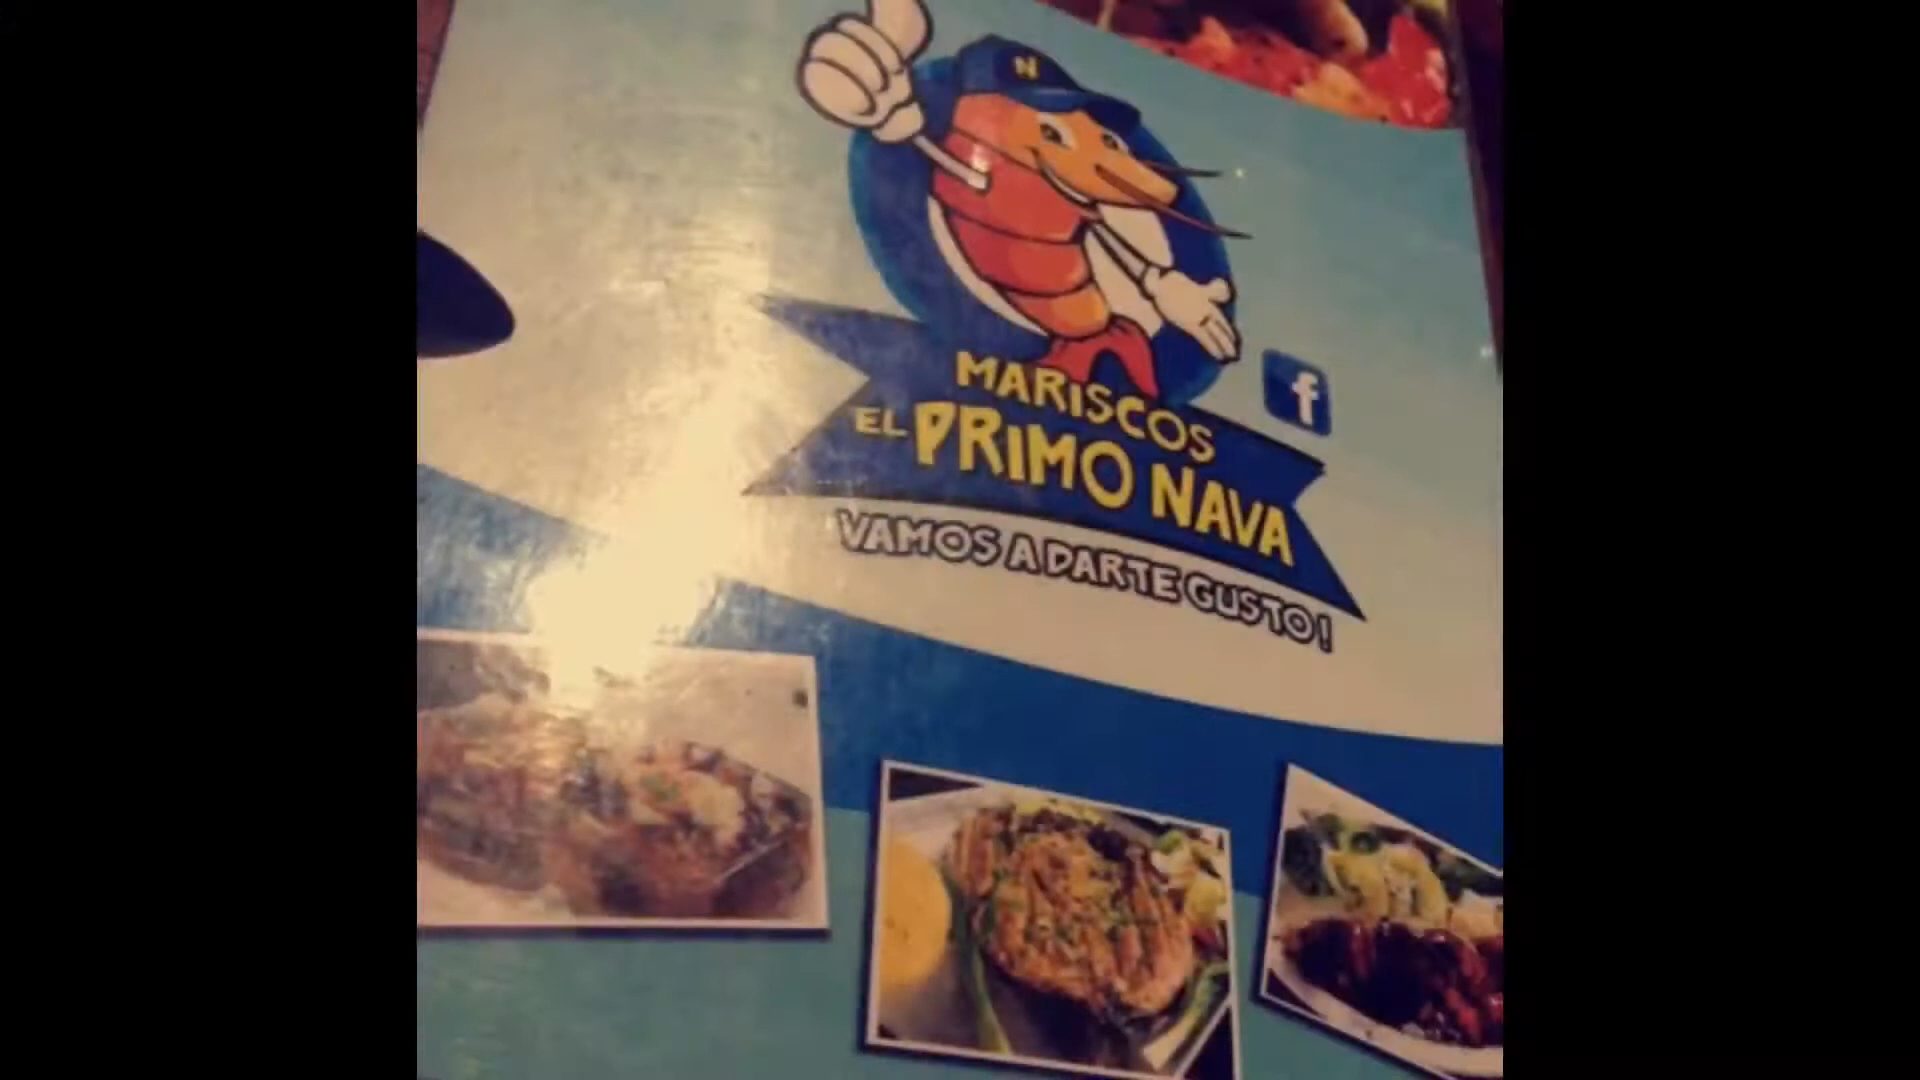 N
MARISCOS
EL PRIMO NAVA
f
VAMOS A DARTE GUSTO!